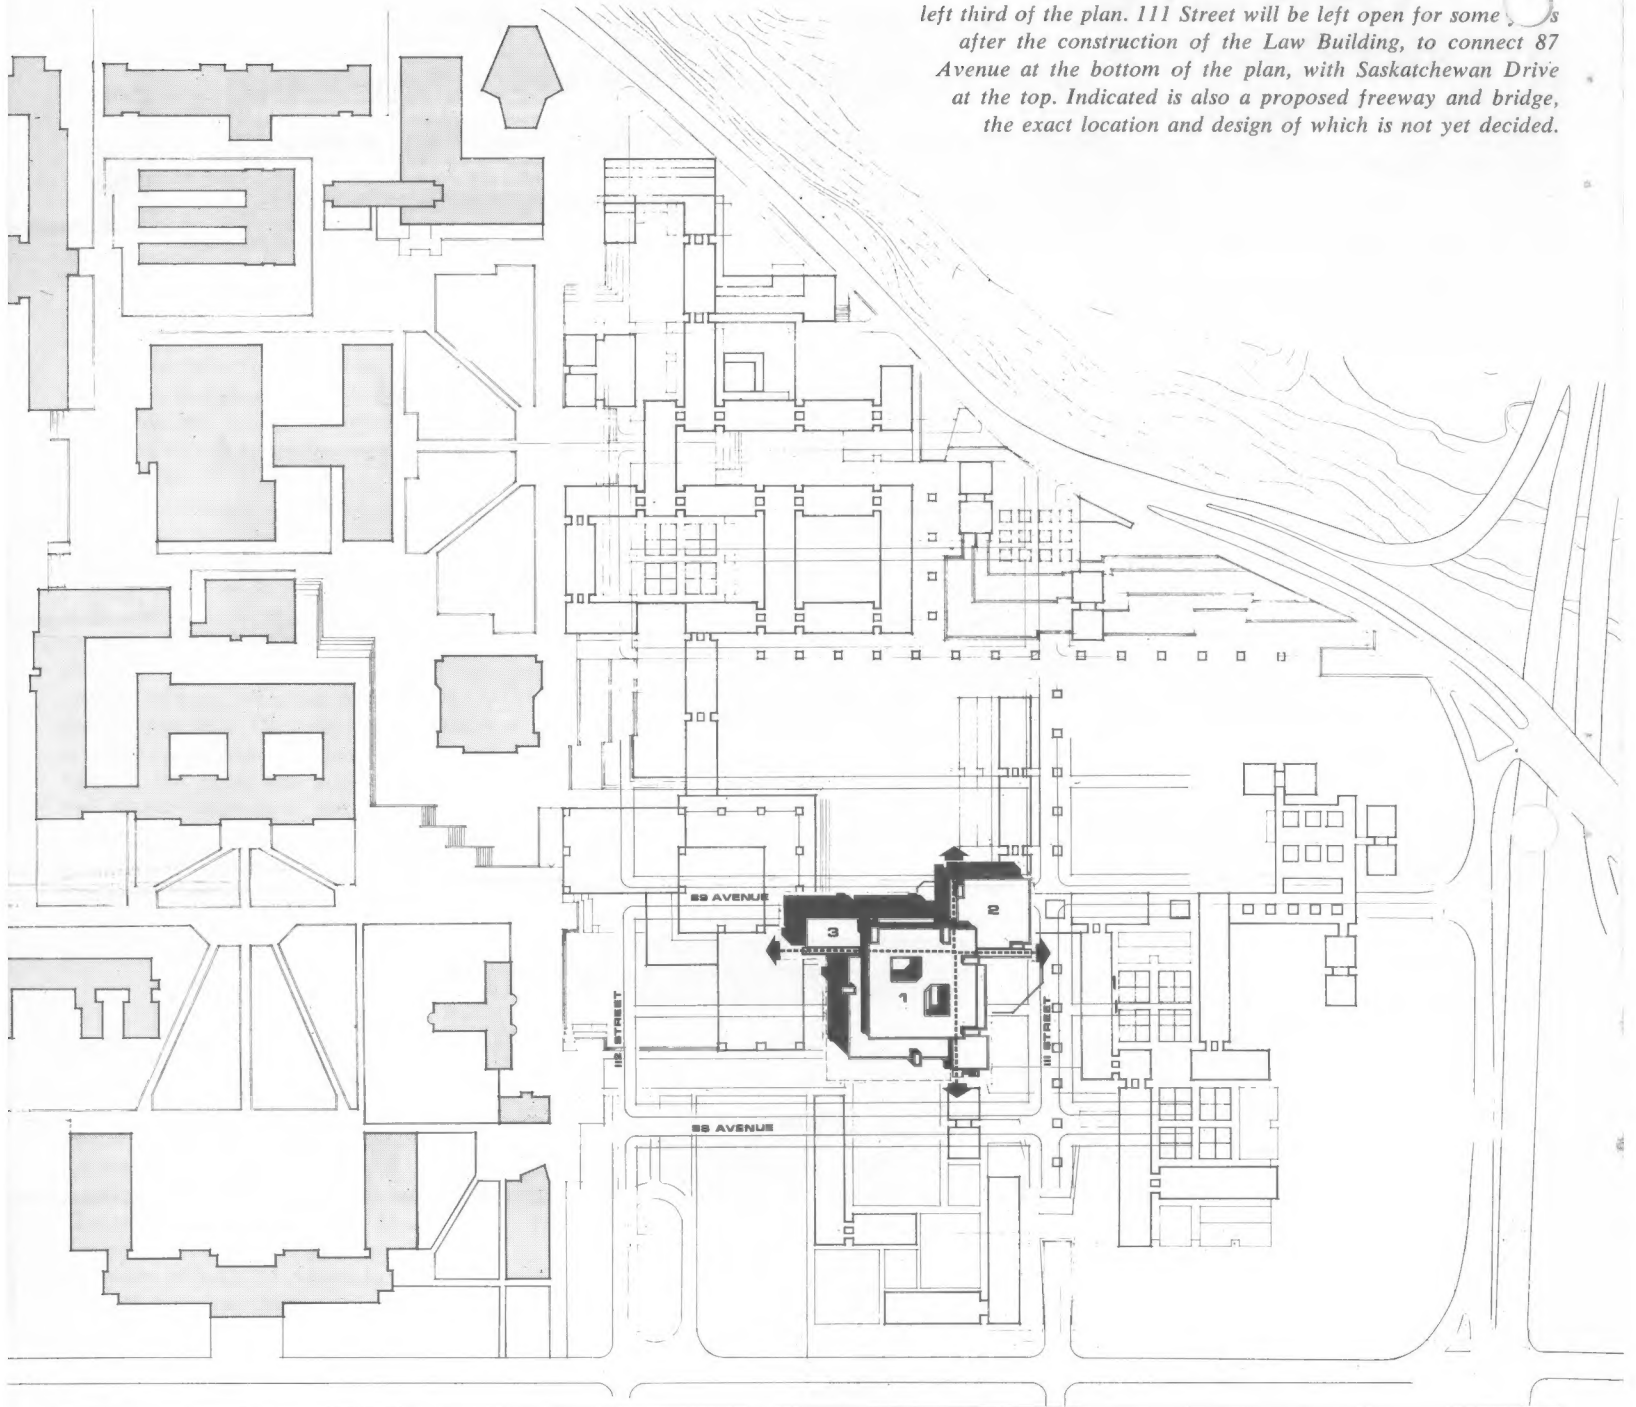 left third of the plan. 111 Street will be left open for some
after the construction of the Law Building, to connect 87
Avenue at the bottom of the plan, with Saskatchewan Drive
at the top. Indicated is also a proposed freeway and bridge,
the exact location and design of which is not yet decided.
89 AVENUE
2
3
1
112 STREET
111 STREET
88 AVENUE